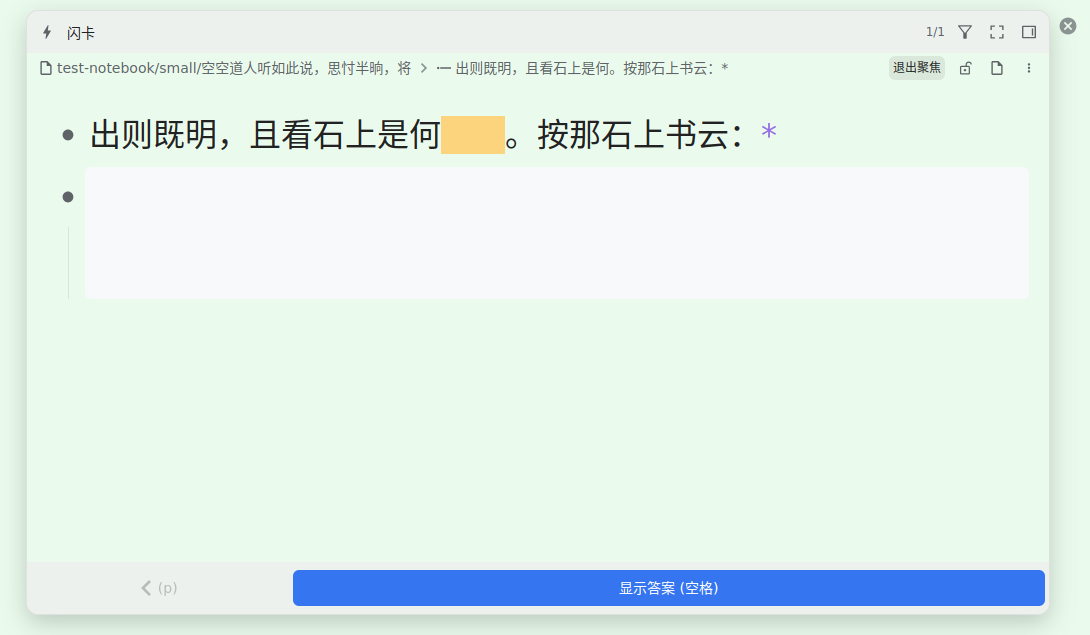 闪卡
1/1
test-notebook/small/空空道人听如此说，思忖半晌，将 > 出则既明，且看石上是何。按那石上书云：*
退出聚焦
出则既明，且看石上是何 。按那石上书云：*
(p)
显示答案 (空格)